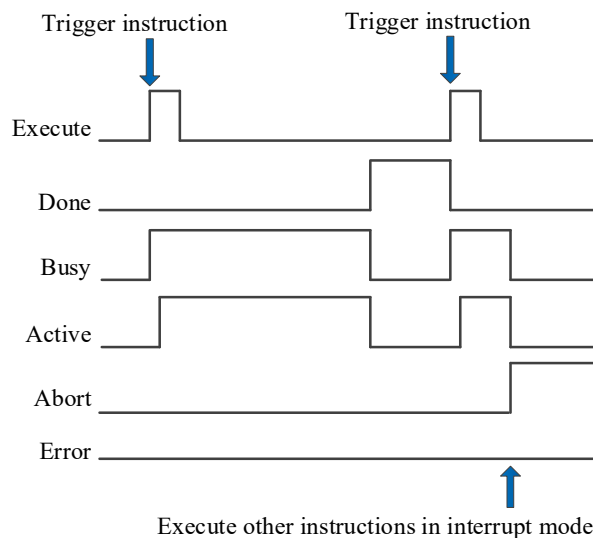 Trigger instruction
Trigger instruction
Execute
Done
Busy
Active
Abort
Error
Execute other instructions in interrupt mode